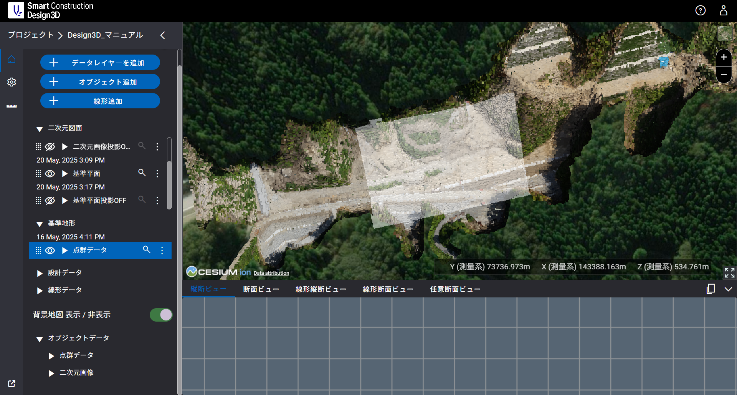 Smart Construction
Design3D
プロジェクト
Design3D_マニュアル
データレイヤーを追加
オブジェクト追加
線形追加
二次元図面
二次元画像投影O...
20 May, 2025 3:09 PM
基準平面
20 May, 2025 3:17 PM
基準平面投影OFF
基準地形
16 May, 2025 4:11 PM
点群データ
設計データ
線形データ
背景地図 表示 / 非表示
オブジェクトデータ
点群データ
二次元画像
CESIUM ion Data attribution
Y (測量系) 73736.973m X (測量系) 143388.163m Z (測量系) 534.761m
縦断ビュー 断面ビュー 線形縦断ビュー 線形断面ビュー 任意断面ビュー